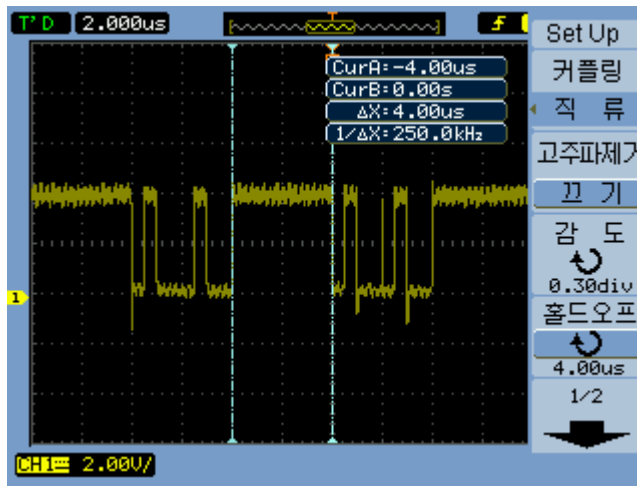 T'D 2.000us
CurA:-4.00us
CurB:0.00s
ΔX:4.00us
1/ΔX:250.0kHz
Set Up
커플링
직 류
고주파제거
끄 기
감 도
0.30div
홀드오프
4.00us
1/2
1
CH1 2.00V/